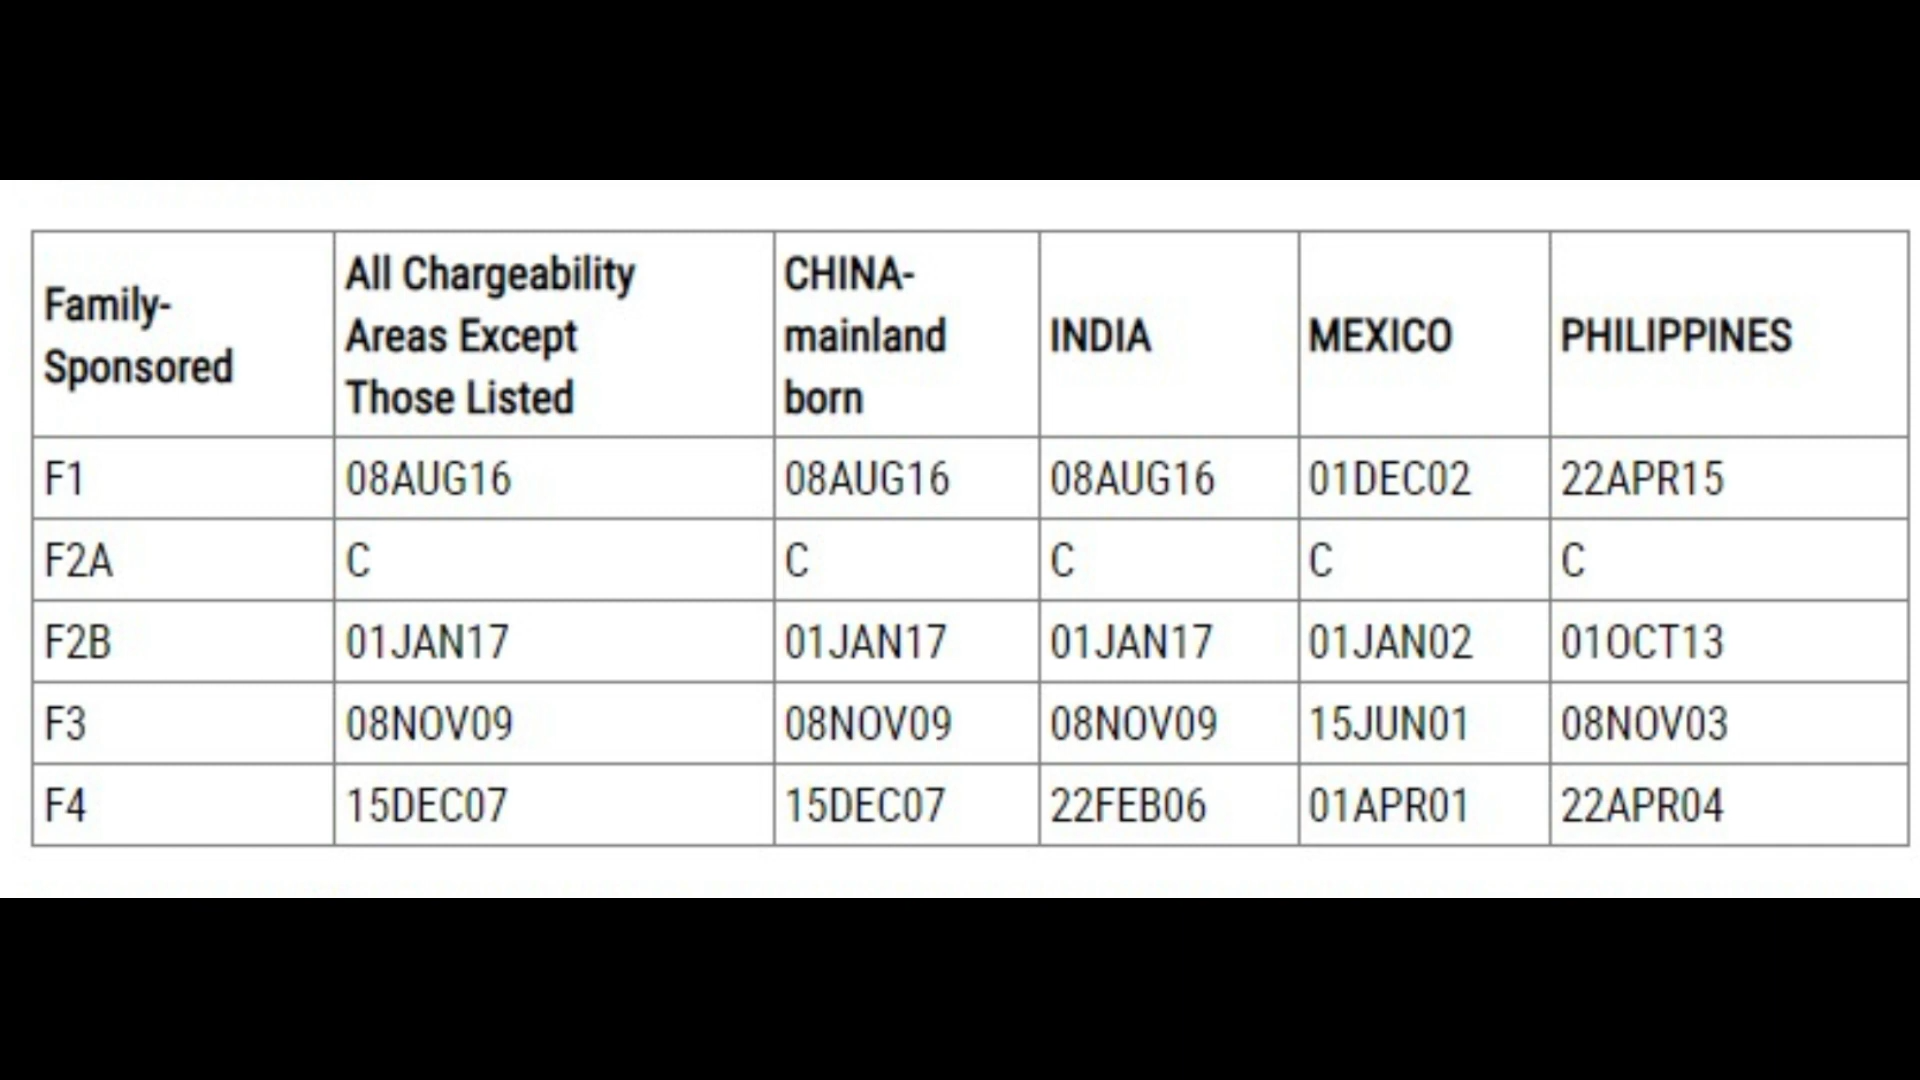 Family-
Sponsored
All Chargeability
Areas Except
Those Listed
CHINA-
mainland
born
INDIA
MEXICO
PHILIPPINES
F1 08AUG16 08AUG16 08AUG16 01DEC02 22APR15
F2A C C C C C
F2B 01JAN17 01JAN17 01JAN17 01JAN02 01OCT13
F3 08NOV09 08NOV09 08NOV09 15JUN01 08NOV03
F4 15DEC07 15DEC07 22FEB06 01APR01 22APR04